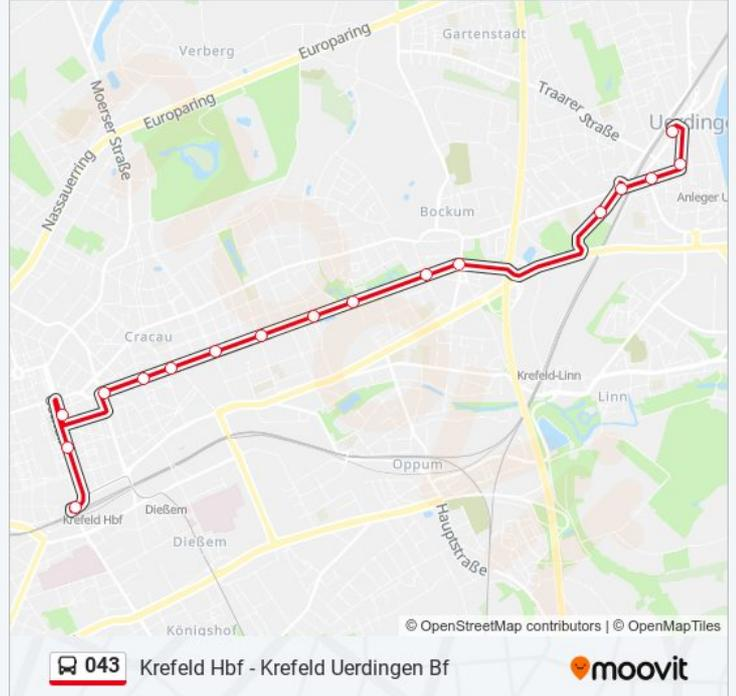 Verberg
Europaring
Gartenstadt
Moerser Straße
Europaring
Traarer Straße
Uerdinge
Nassauerring
Anleger U
Bockum
Cracau
Krefeld-Linn
Linn
Oppum
Krefeld Hbf
Dießem
Dießem
Hauptstraße
Königshof
© OpenStreetMap contributors | © OpenMapTiles
043 Krefeld Hbf - Krefeld Uerdingen Bf
moovit